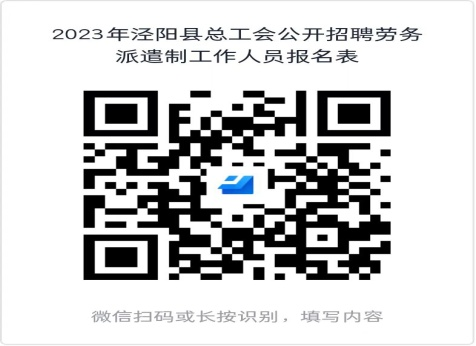 2023年泾阳县总工会公开招聘劳务
派遣制工作人员报名表
微信扫码或长按识别，填写内容